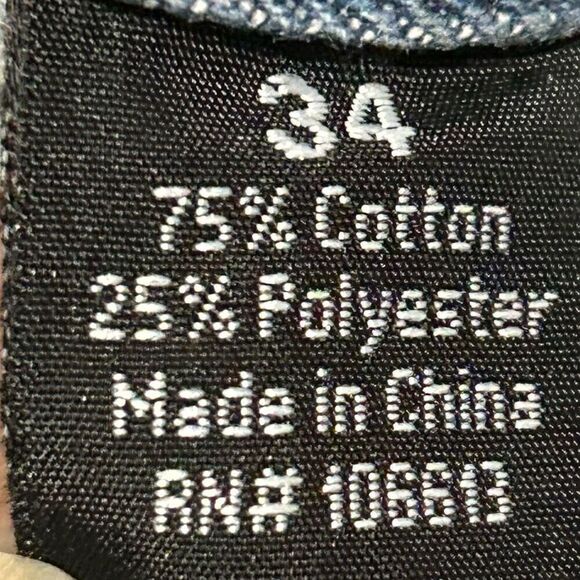 34
75% Cotton
25% Polyester
Made in China
RN# 106613